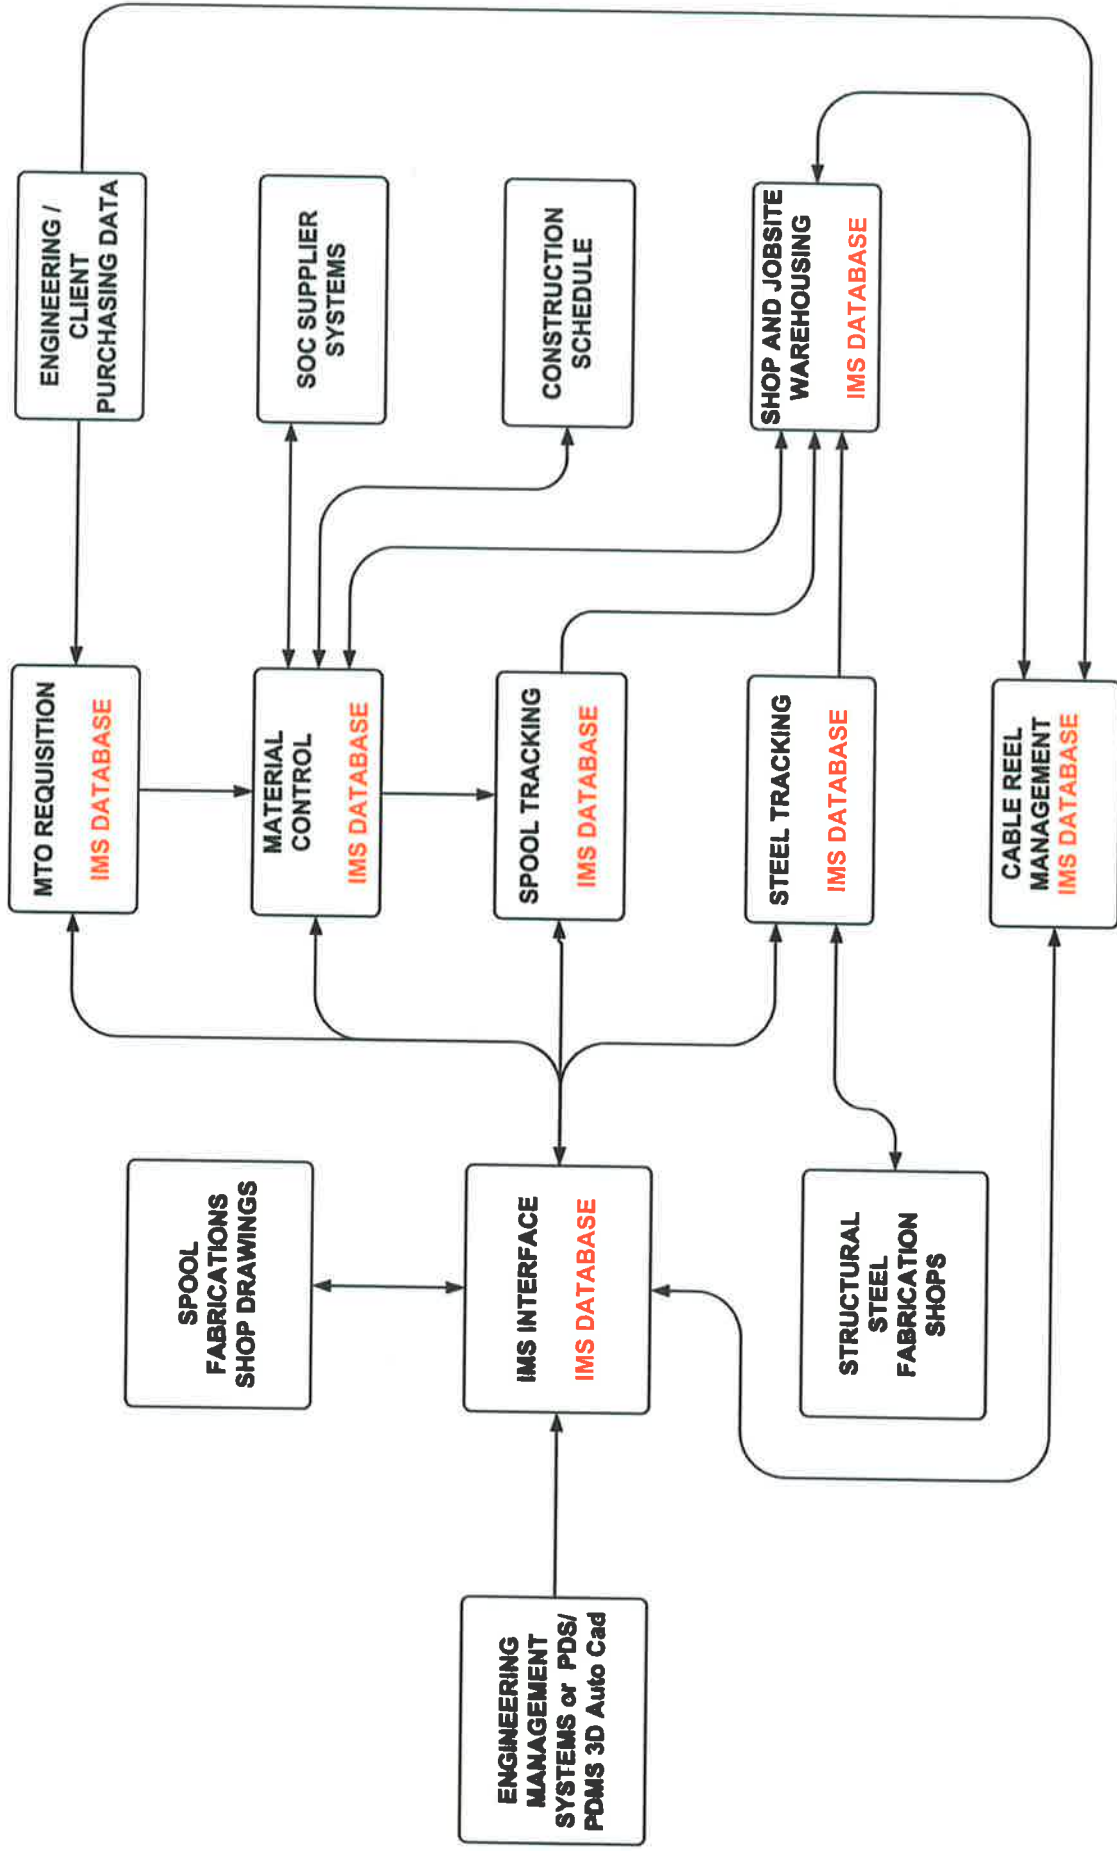 ENGINEERING
MANAGEMENT
SYSTEMS or PDS/
PDMS 3D Auto Cad
SPOOL
FABRICATIONS
SHOP DRAWINGS
IMS INTERFACE
IMS DATABASE
STRUCTURAL
STEEL
FABRICATION
SHOPS
MTO REQUISITION
IMS DATABASE
MATERIAL
CONTROL
IMS DATABASE
SPOOL TRACKING
IMS DATABASE
STEEL TRACKING
IMS DATABASE
CABLE REEL
MANAGEMENT
IMS DATABASE
ENGINEERING /
CLIENT
PURCHASING DATA
SOC SUPPLIER
SYSTEMS
CONSTRUCTION
SCHEDULE
SHOP AND JOBSITE
WAREHOUSING
IMS DATABASE